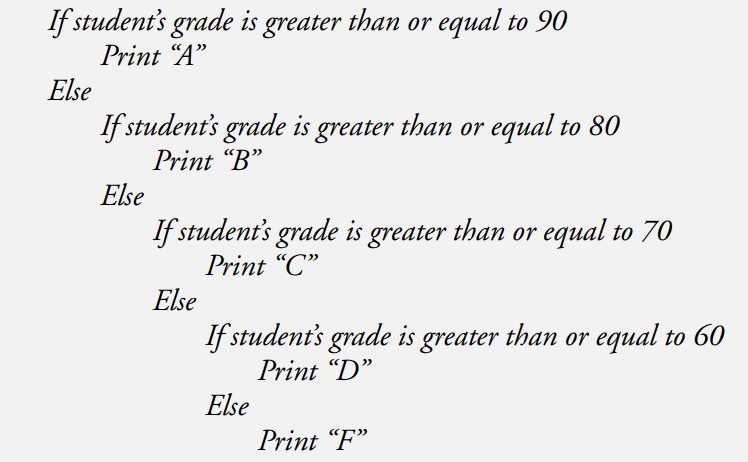 If student’s grade is greater than or equal to 90
Print “A”
Else
If student’s grade is greater than or equal to 80
Print “B”
Else
If student’s grade is greater than or equal to 70
Print “C”
Else
If student’s grade is greater than or equal to 60
Print “D”
Else
Print “F”